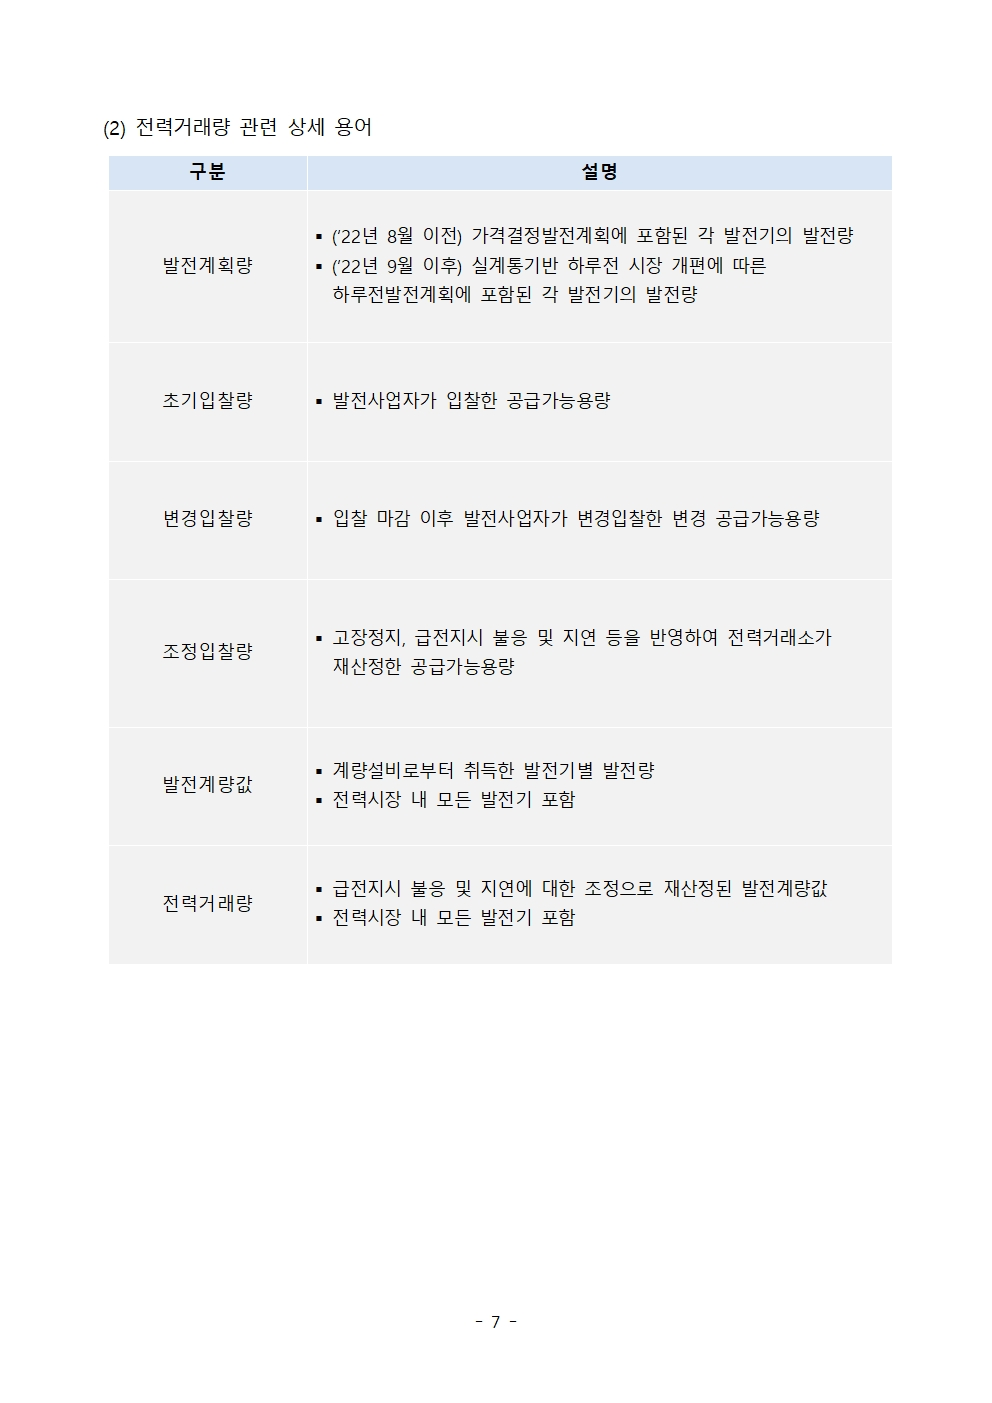 (2) 전력거래량 관련 상세 용어
구분
설명
발전계획량
▪ (‘22년 8월 이전) 가격결정발전계획에 포함된 각 발전기의 발전량
▪ (‘22년 9월 이후) 실계통기반 하루전 시장 개편에 따른
하루전발전계획에 포함된 각 발전기의 발전량
초기입찰량
▪ 발전사업자가 입찰한 공급가능용량
변경입찰량
▪ 입찰 마감 이후 발전사업자가 변경입찰한 변경 공급가능용량
조정입찰량
▪ 고장정지, 급전지시 불응 및 지연 등을 반영하여 전력거래소가
재산정한 공급가능용량
발전계량값
▪ 계량설비로부터 취득한 발전기별 발전량
▪ 전력시장 내 모든 발전기 포함
전력거래량
▪ 급전지시 불응 및 지연에 대한 조정으로 재산정된 발전계량값
▪ 전력시장 내 모든 발전기 포함
- 7 -